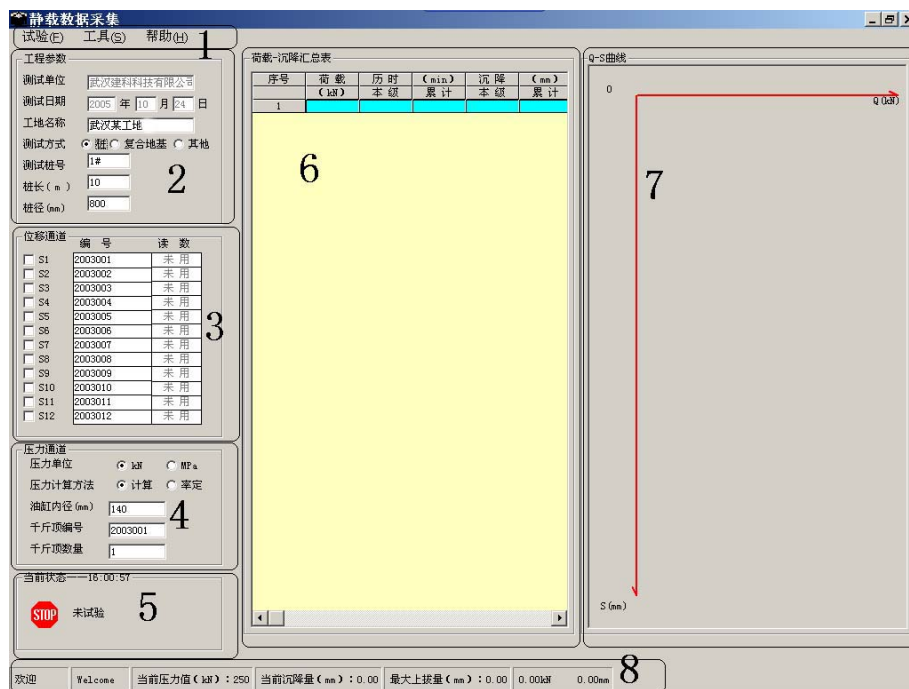 静载数据采集
试验(F) 工具(S) 帮助(H) 1
工程参数
测试单位 武汉建科科技有限公司
测试日期 2005 年 10 月 24 日
工地名称 武汉某工地
测试方式 复合地基 其他
测试桩号 1#
桩长(m) 10
桩径(mm) 800
2
位移通道
编 号 读 数
S1 2003001 未 用
S2 2003002 未 用
S3 2003003 未 用
S4 2003004 未 用
S5 2003005 未 用
S6 2003006 未 用
S7 2003007 未 用
S8 2003008 未 用
S9 2003009 未 用
S10 2003010 未 用
S11 2003011 未 用
S12 2003012 未 用
3
压力通道
压力单位 kN MPa
压力计算方法 计算 率定
油缸内径(mm) 140
千斤顶编号 2003001
千斤顶数量 1
4
当前状态——16:00:57
STOP 未试验
5
荷载-沉降汇总表
序号 荷 载 历 时 (min) 沉 降 (mm)
(kN) 本 级 累 计 本 级 累 计
1
6
Q-S曲线
0
Q(kN)
7
S(mm)
欢迎 Welcome 当前压力值(kN):250 当前沉降量(mm):0.00 最大上拔量(mm):0.00 0.00kN 0.00mm 8